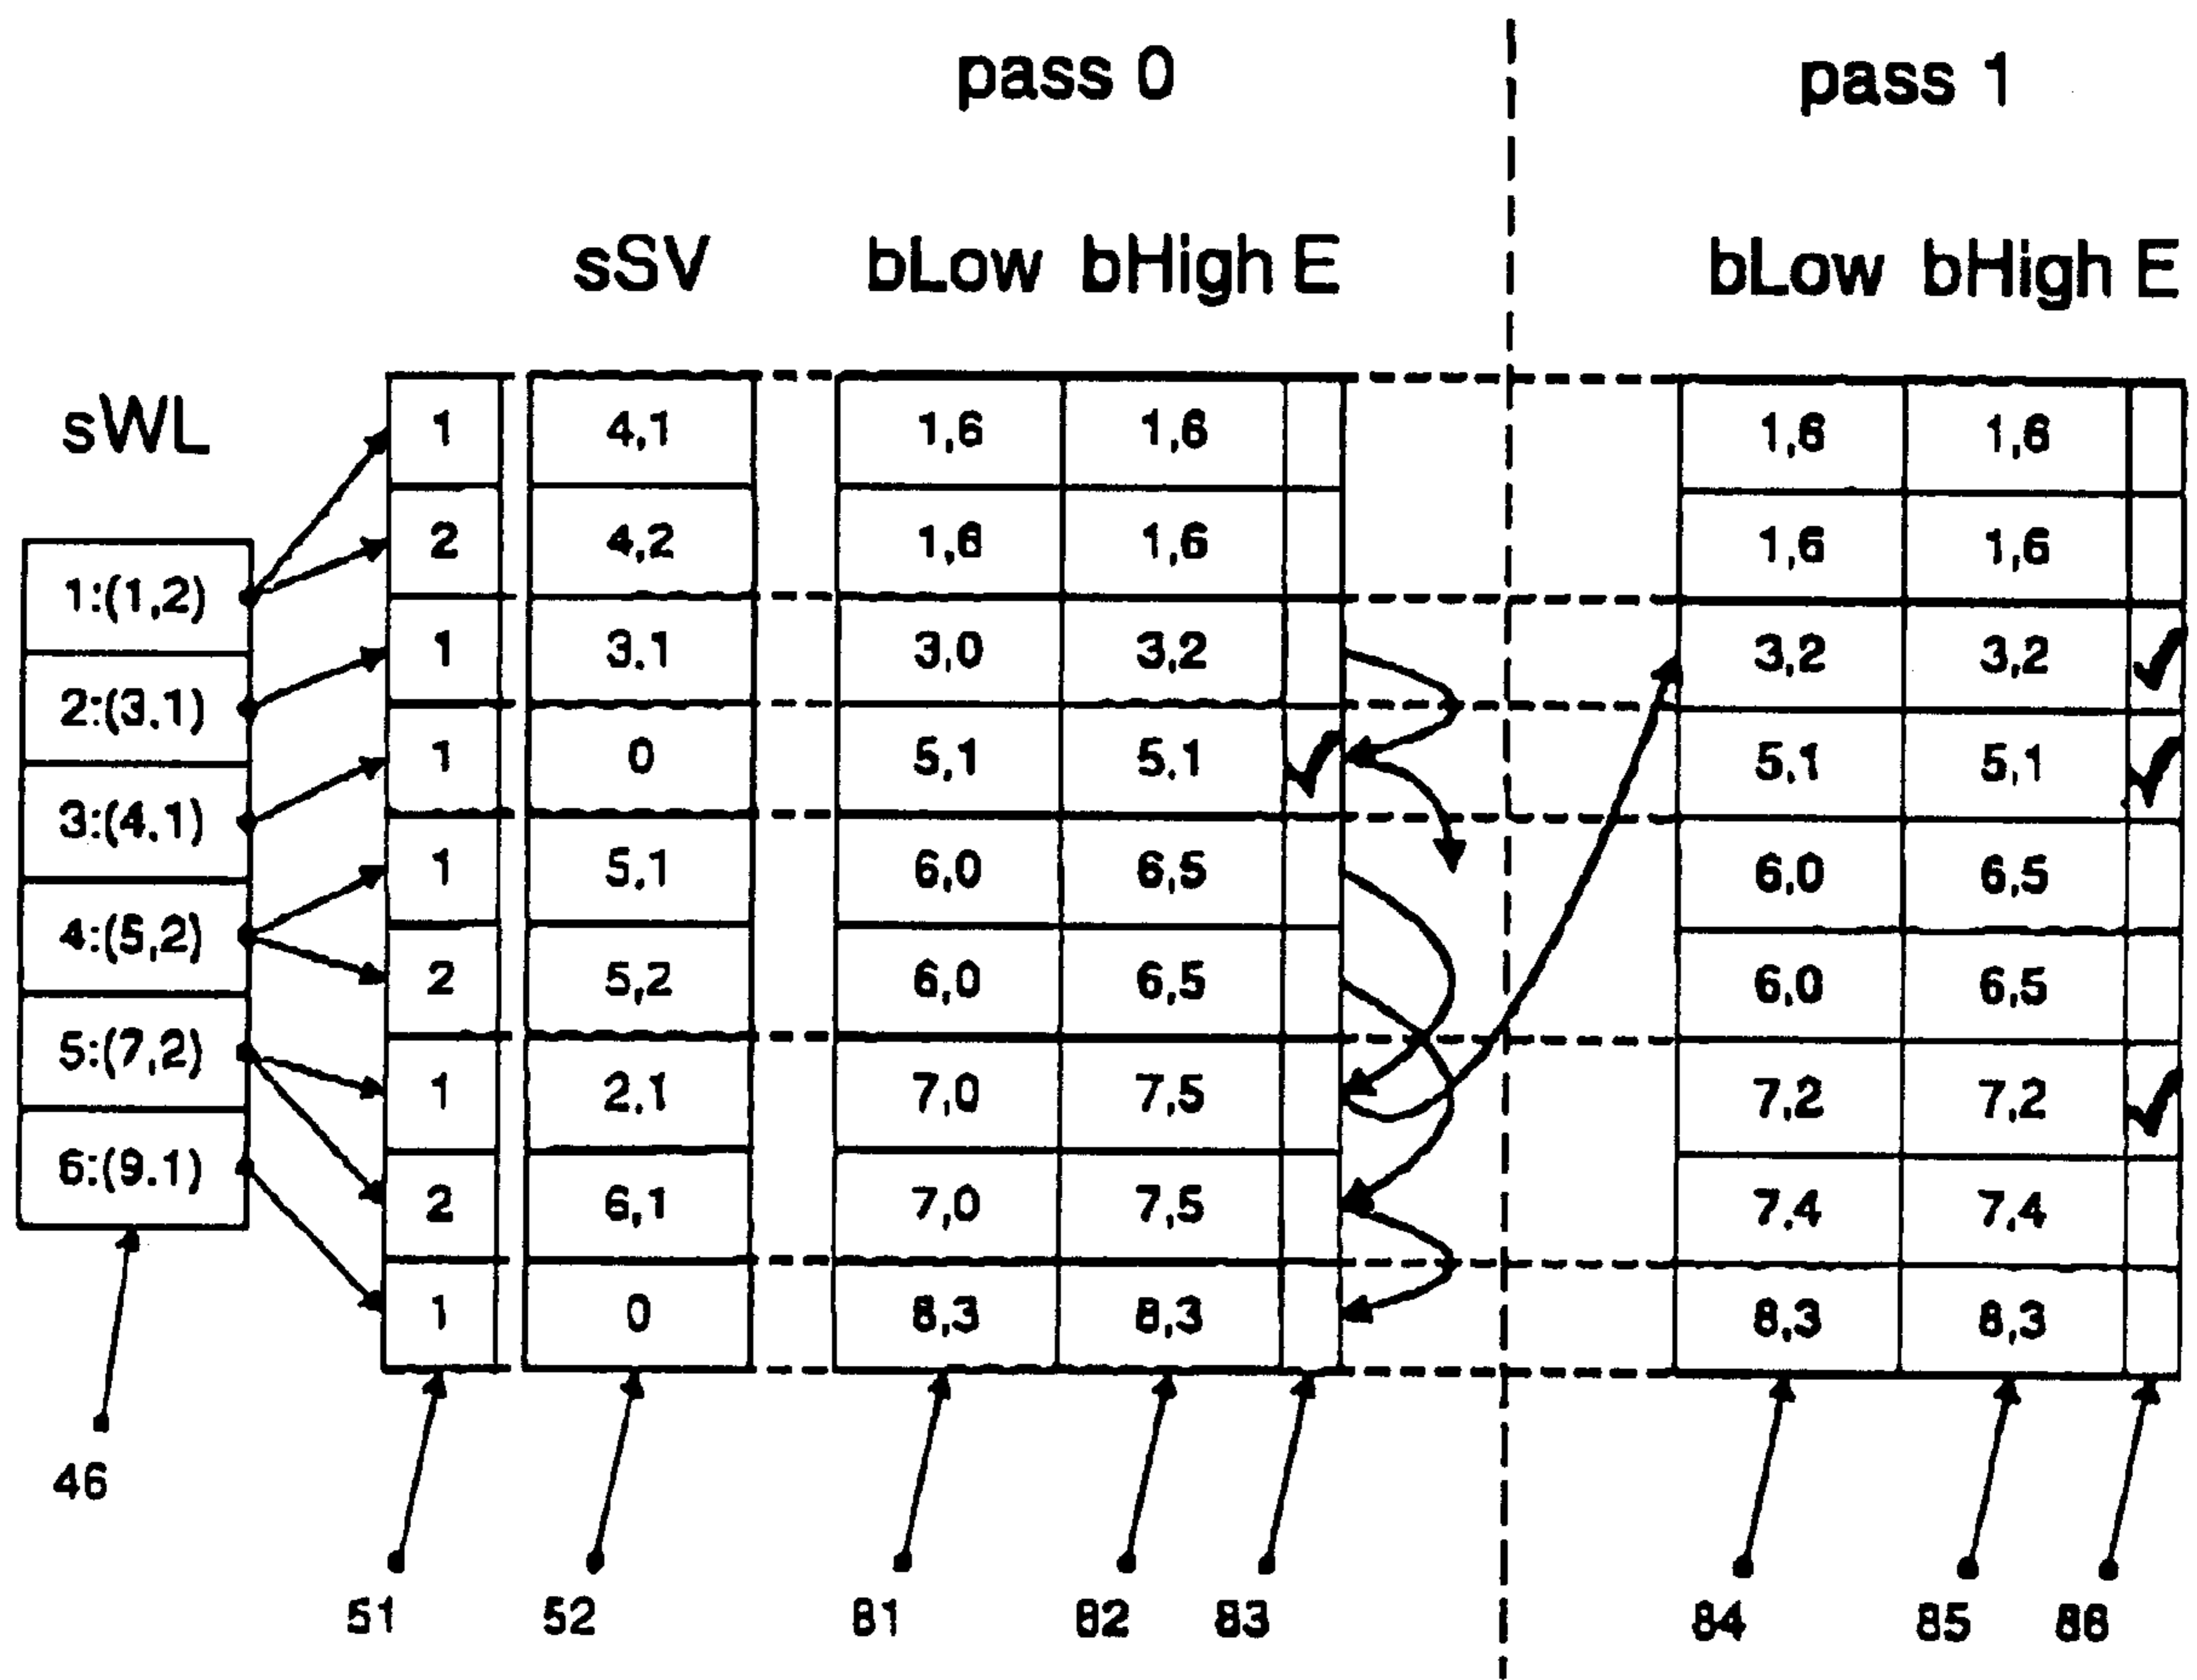 pass 0 pass 1
sSV bLow bHigh E bLow bHigh E
sWL
1 4,1 1,6 1,6 1,6 1,6
2 4,2 1,6 1,6 1,6 1,6
1:(1,2)
1 3,1 3,0 3,2 3,2 3,2 ✓
2:(3,1)
1 0 5,1 5,1 ✓ 5,1 5,1 ✓
3:(4,1)
1 5,1 6,0 6,5 6,0 6,5
4:(5,2)
2 5,2 6,0 6,5 6,0 6,5
5:(7,2)
1 2,1 7,0 7,5 7,2 7,2 ✓
6:(9,1)
2 6,1 7,0 7,5 7,4 7,4
1 0 8,3 8,3 8,3 8,3
46
51 52 81 82 83 84 85 86